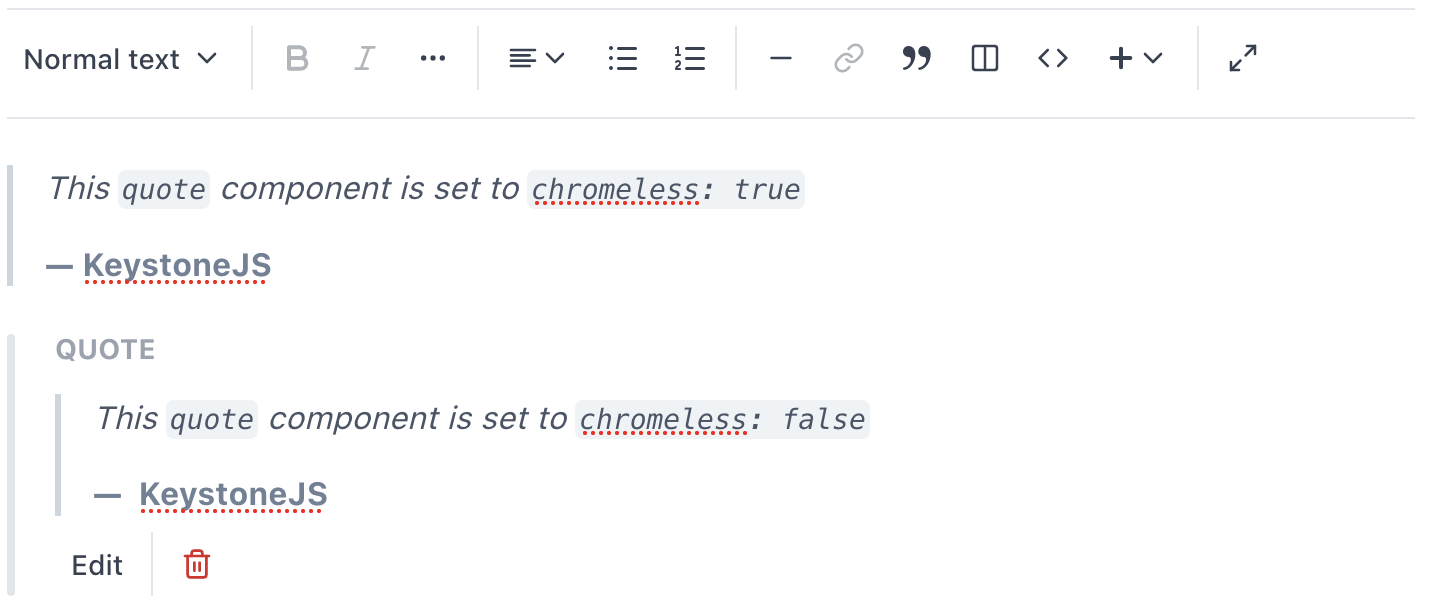 Normal text
This quote component is set to chromeless: true
— KeystoneJS
QUOTE
This quote component is set to chromeless: false
— KeystoneJS
Edit